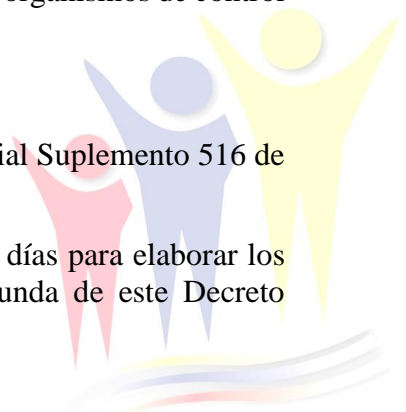 organismos de control
ial Suplemento 516 de
días para elaborar los
unda de este Decreto